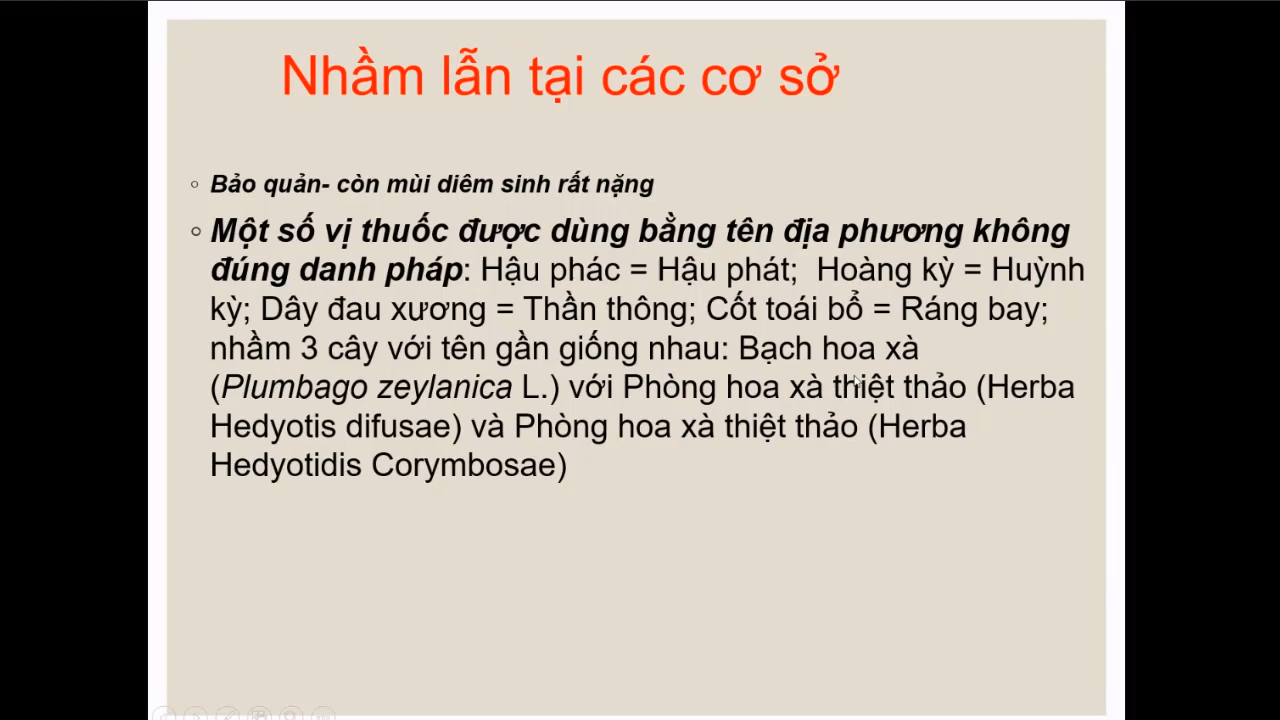 Nhầm lẫn tại các cơ sở
Bảo quản- còn mùi diêm sinh rất nặng
Một số vị thuốc được dùng bằng tên địa phương không
đúng danh pháp: Hậu phác = Hậu phát; Hoàng kỳ = Huỳnh
kỳ; Dây đau xương = Thần thông; Cốt toái bổ = Ráng bay;
nhầm 3 cây với tên gần giống nhau: Bạch hoa xà
(Plumbago zeylanica L.) với Phòng hoa xà thiệt thảo (Herba
Hedyotis difusae) và Phòng hoa xà thiệt thảo (Herba
Hedyotidis Corymbosae)